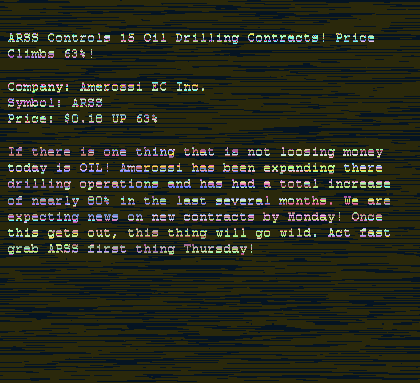 ARSS Controls 15 Oil Drilling Contracts! Price
Climbs 63%!
Company: Amerossi EC Inc.
Symbol: ARSS
Price: $0.18 UP 63%
If there is one thing that is not loosing money
today is OIL! Amerossi has been expanding there
drilling operations and has had a total increase
of nearly 80% in the last several months. We are
expecting news on new contracts by Monday! Once
this gets out, this thing will go wild. Act fast
grab ARSS first thing Thursday!